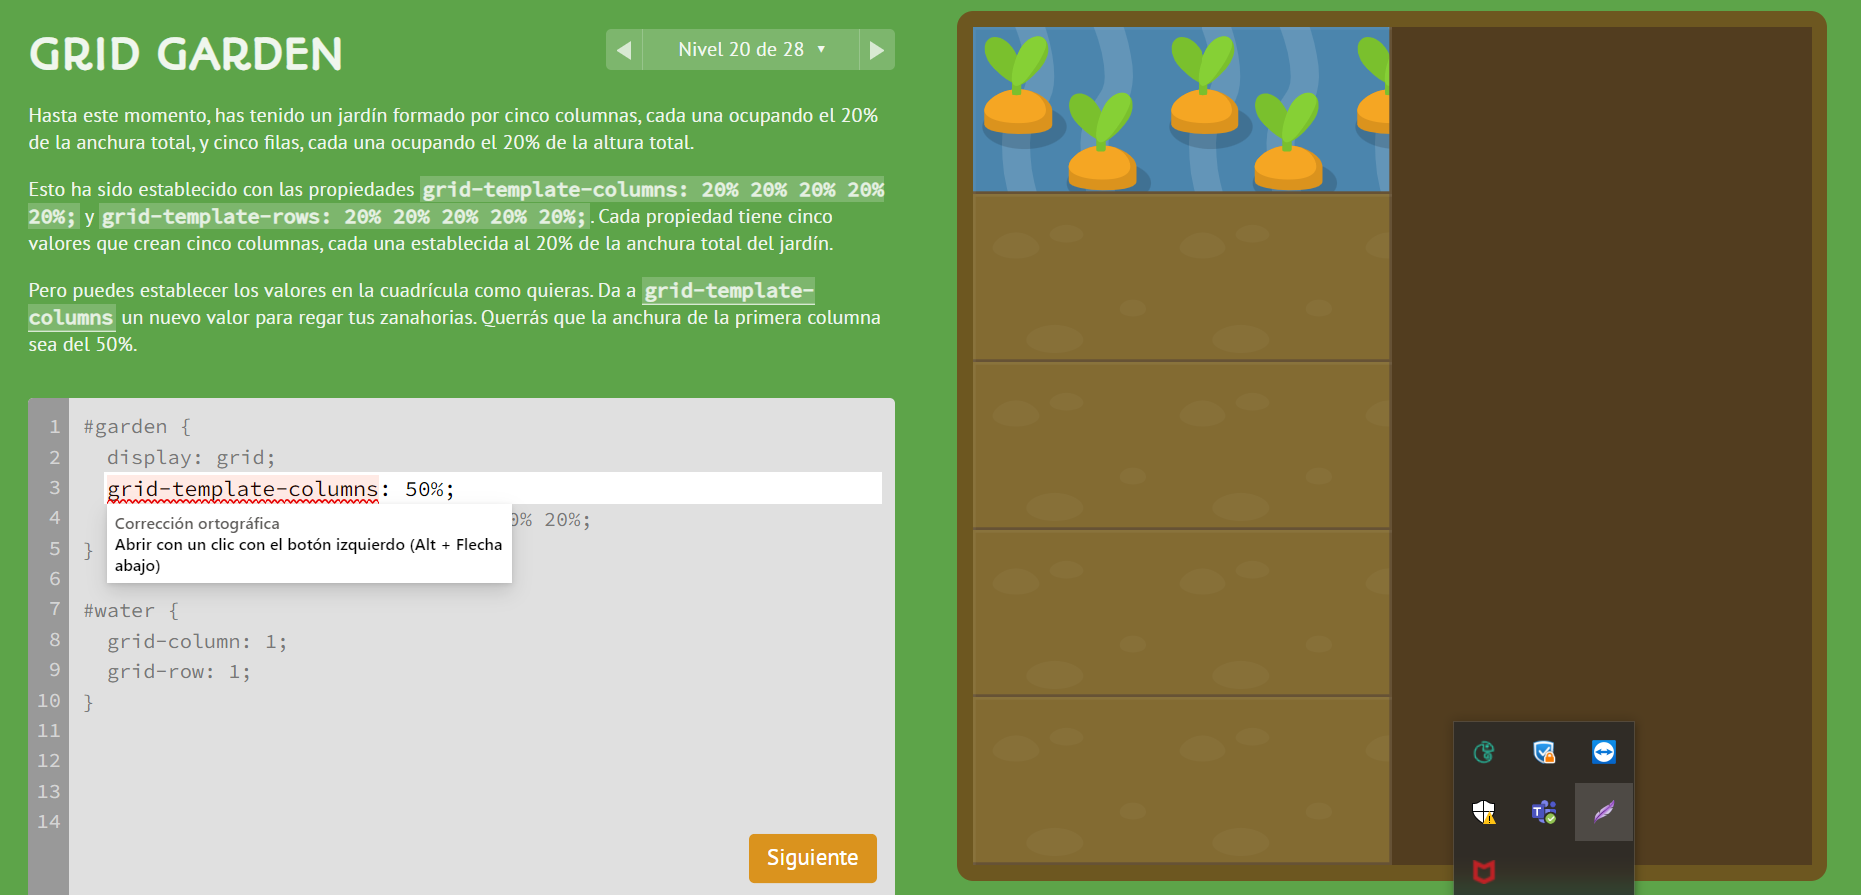 GRID GARDEN
Nivel 20 de 28 ▼
Hasta este momento, has tenido un jardín formado por cinco columnas, cada una ocupando el 20%
de la anchura total, y cinco filas, cada una ocupando el 20% de la altura total.
Esto ha sido establecido con las propiedades grid-template-columns: 20% 20% 20% 20%
20%; y grid-template-rows: 20% 20% 20% 20% 20%;. Cada propiedad tiene cinco
valores que crean cinco columnas, cada una establecida al 20% de la anchura total del jardín.
Pero puedes establecer los valores en la cuadrícula como quieras. Da a grid-template-
columns un nuevo valor para regar tus zanahorias. Querrás que la anchura de la primera columna
sea del 50%.
1 #garden {
2 display: grid;
3 grid-template-columns: 50%;
4 0% 20%;
Corrección ortográfica
Abrir con un clic con el botón izquierdo (Alt + Flecha
abajo)
5 }
6
7 #water {
8 grid-column: 1;
9 grid-row: 1;
10 }
11
12
13
14
Siguiente